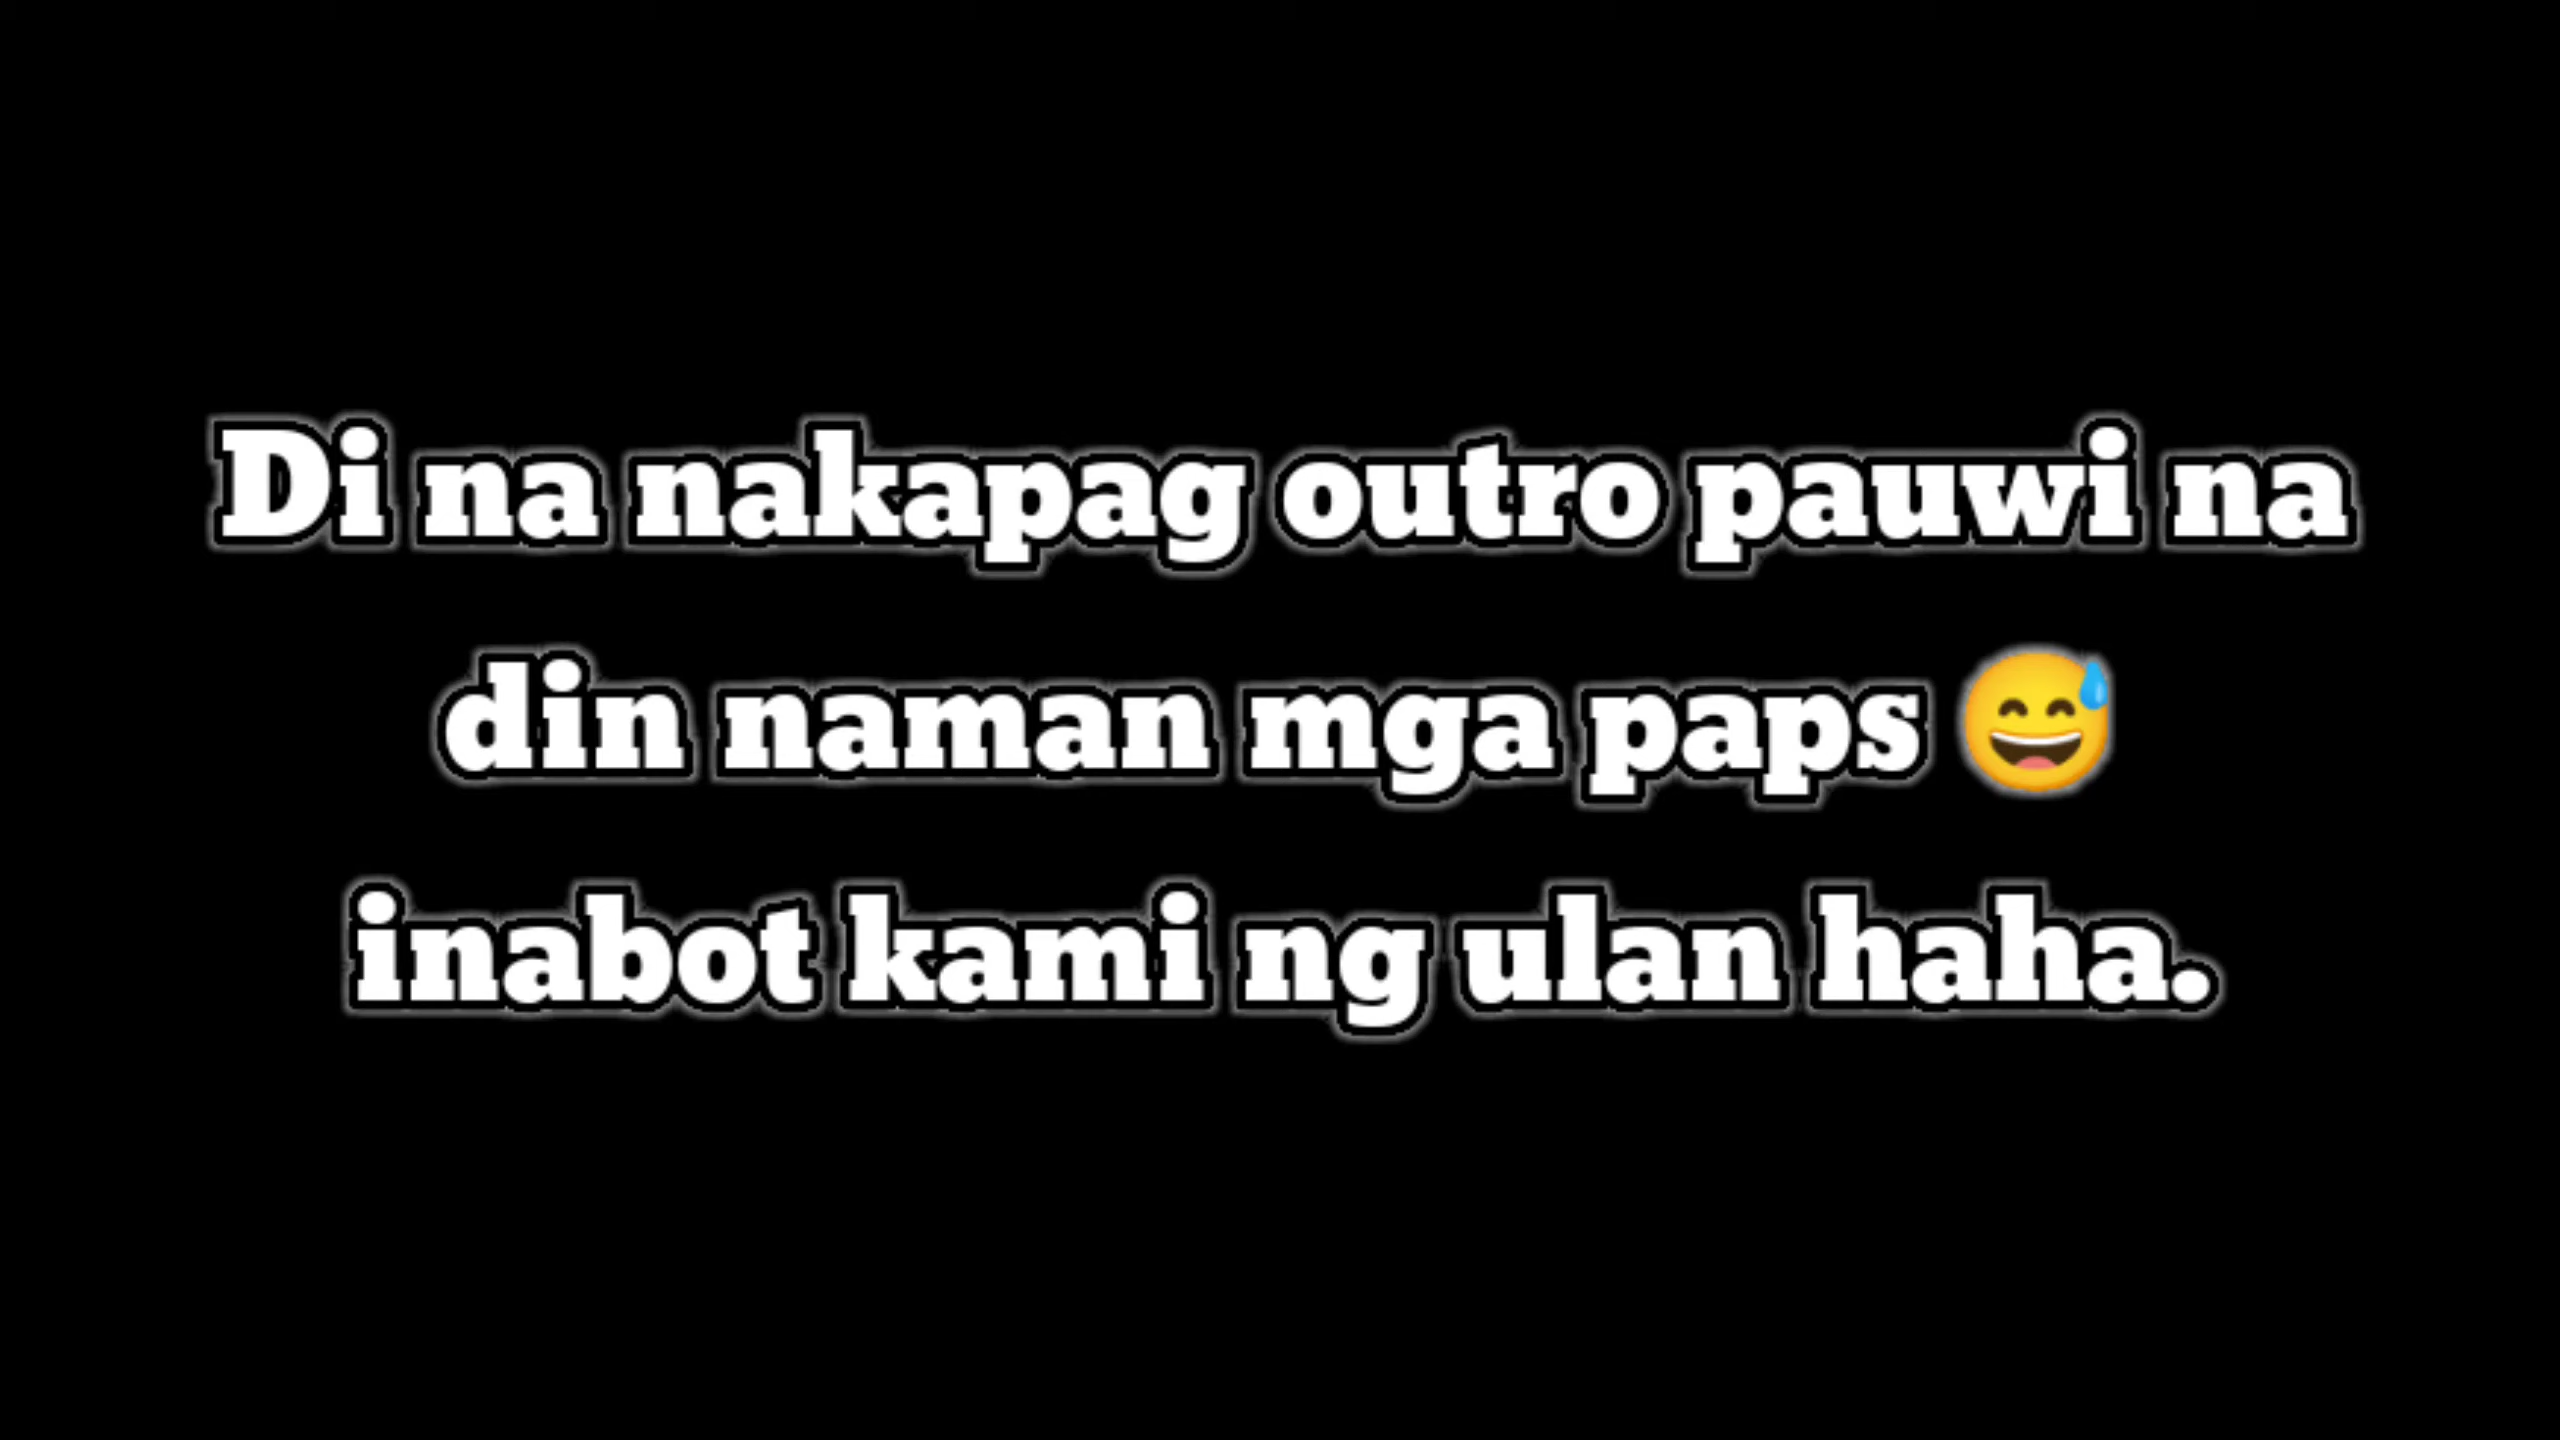 Di na nakapag outro pauwi na
din naman mga paps 😅
inabot kami ng ulan haha.